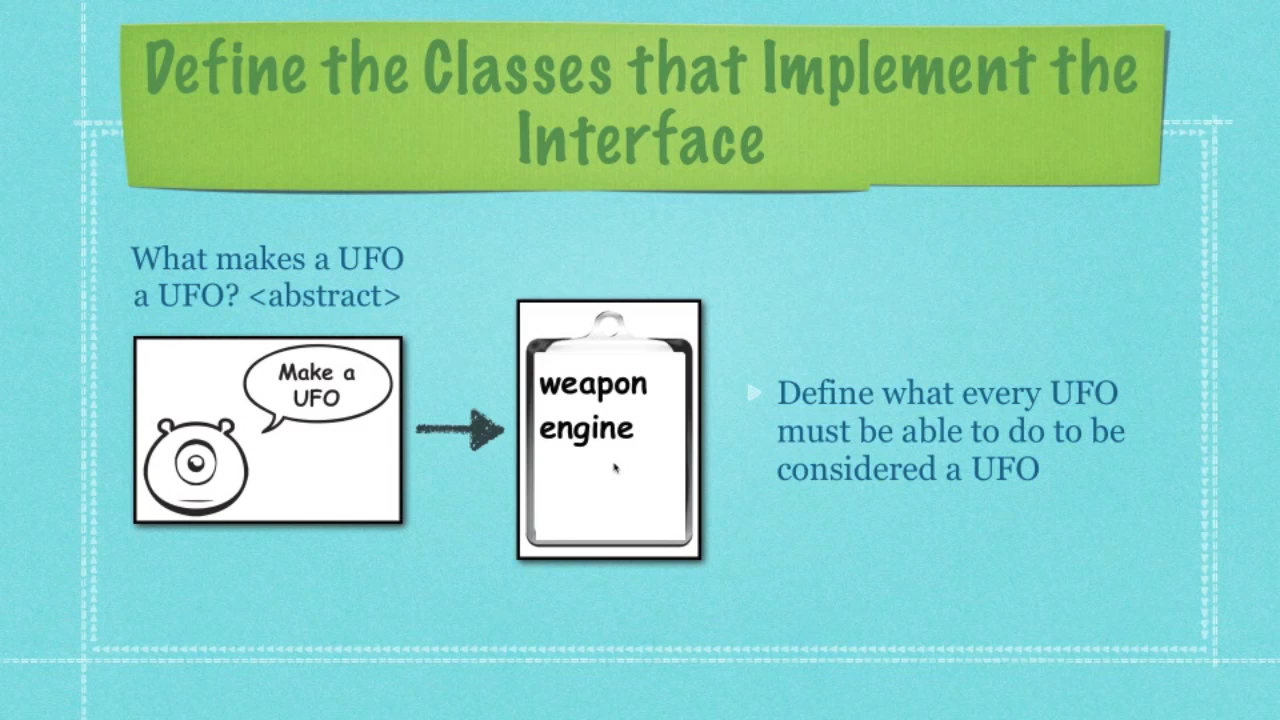 Define the Classes that Implement the
Interface
What makes a UFO
a UFO? <abstract>
Make a
UFO
weapon
engine
Define what every UFO
must be able to do to be
considered a UFO